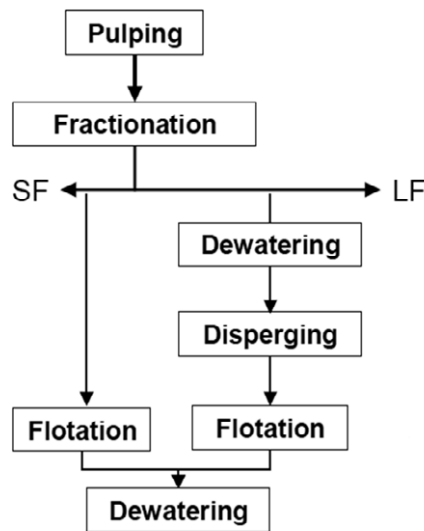 Pulping
Fractionation
SF
LF
Dewatering
Disperging
Flotation
Flotation
Dewatering